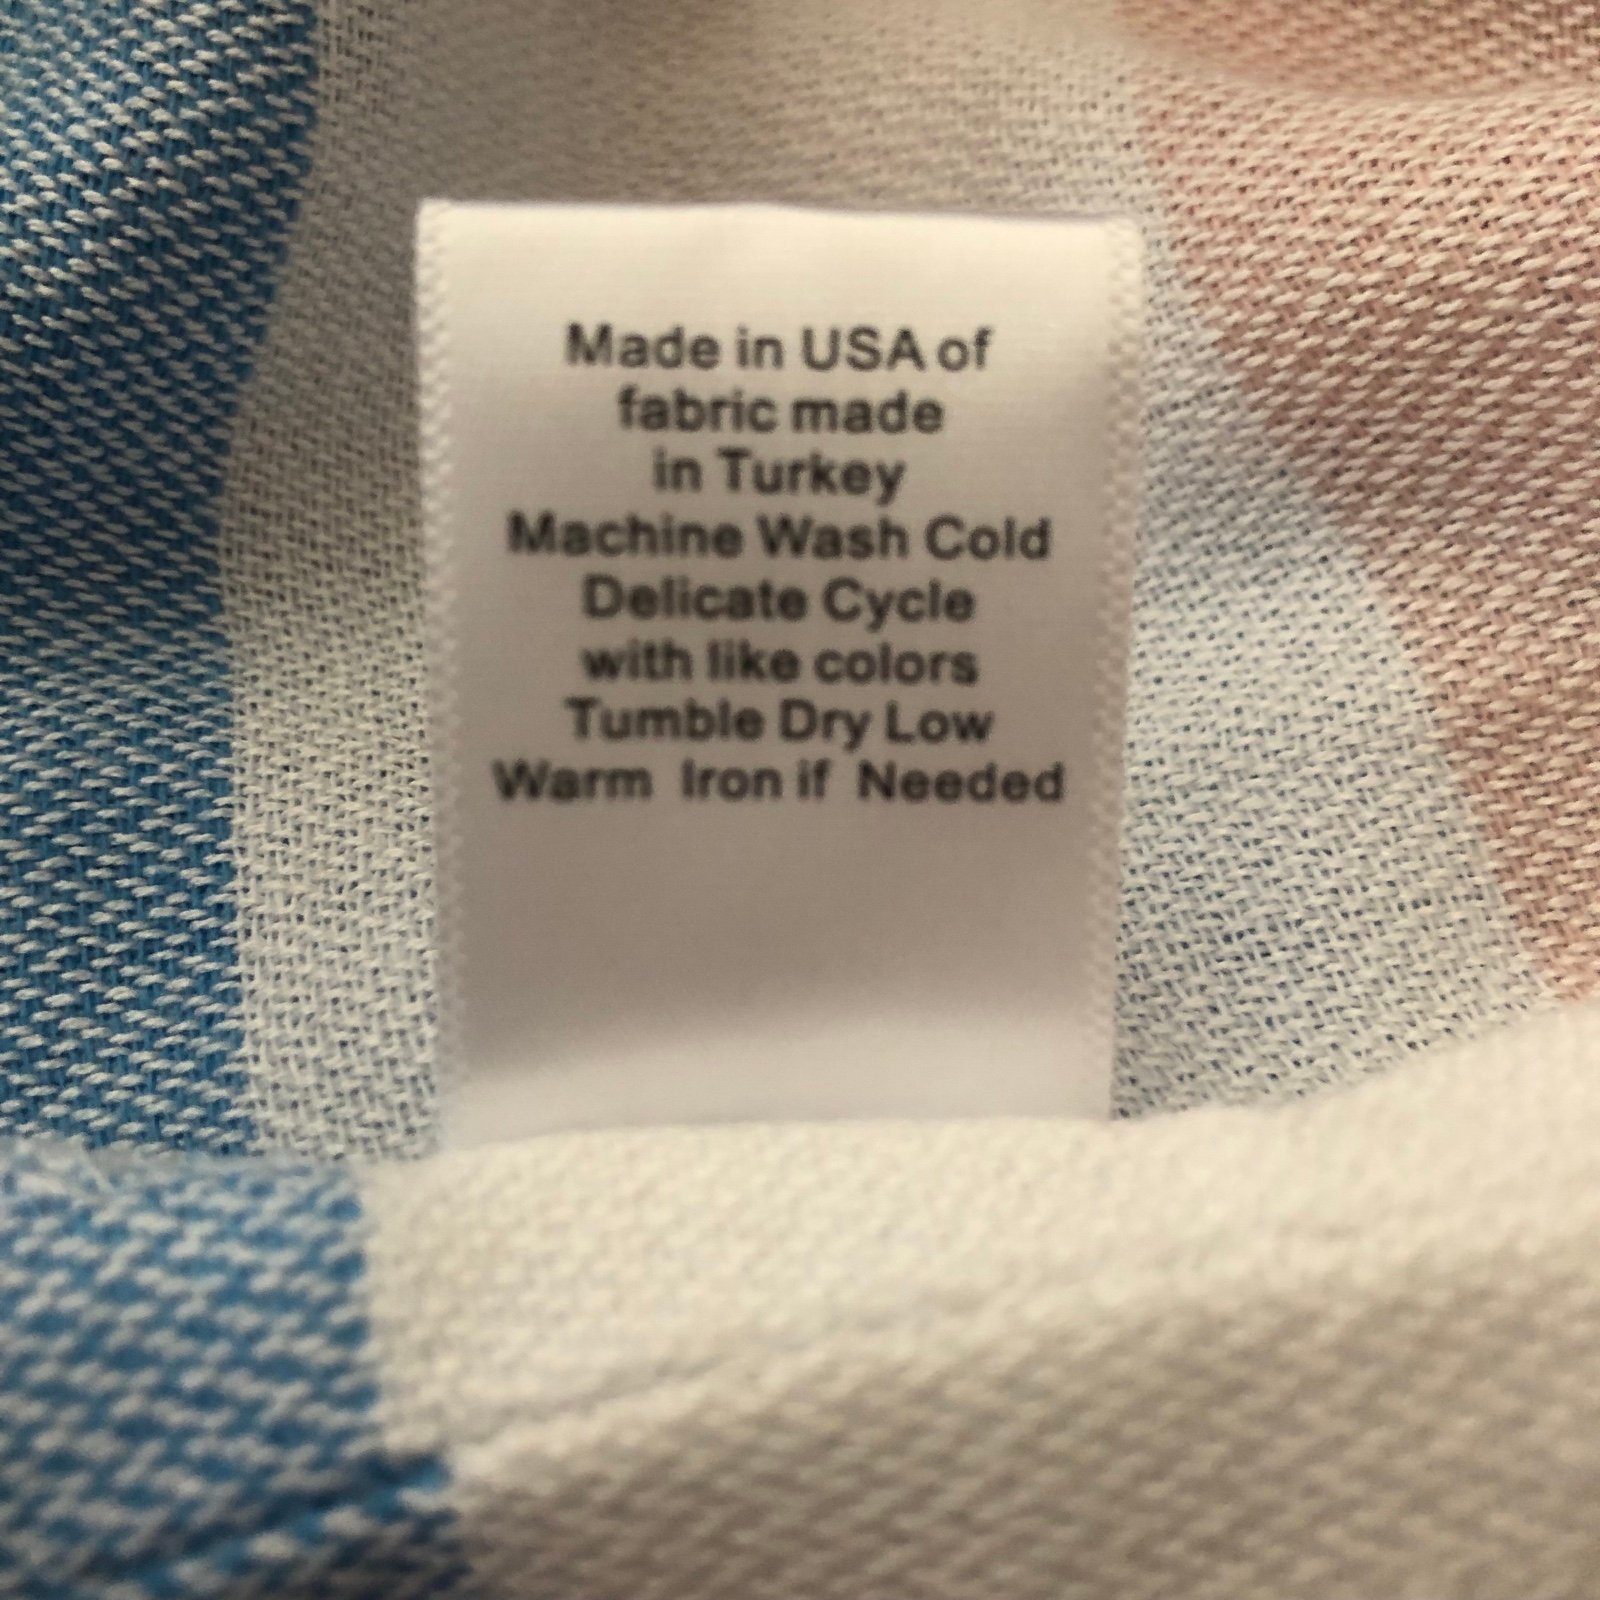 Made in USA of
fabric made
in Turkey
Machine Wash Cold
Delicate Cycle
with like colors
Tumble Dry Low
Warm Iron if Needed